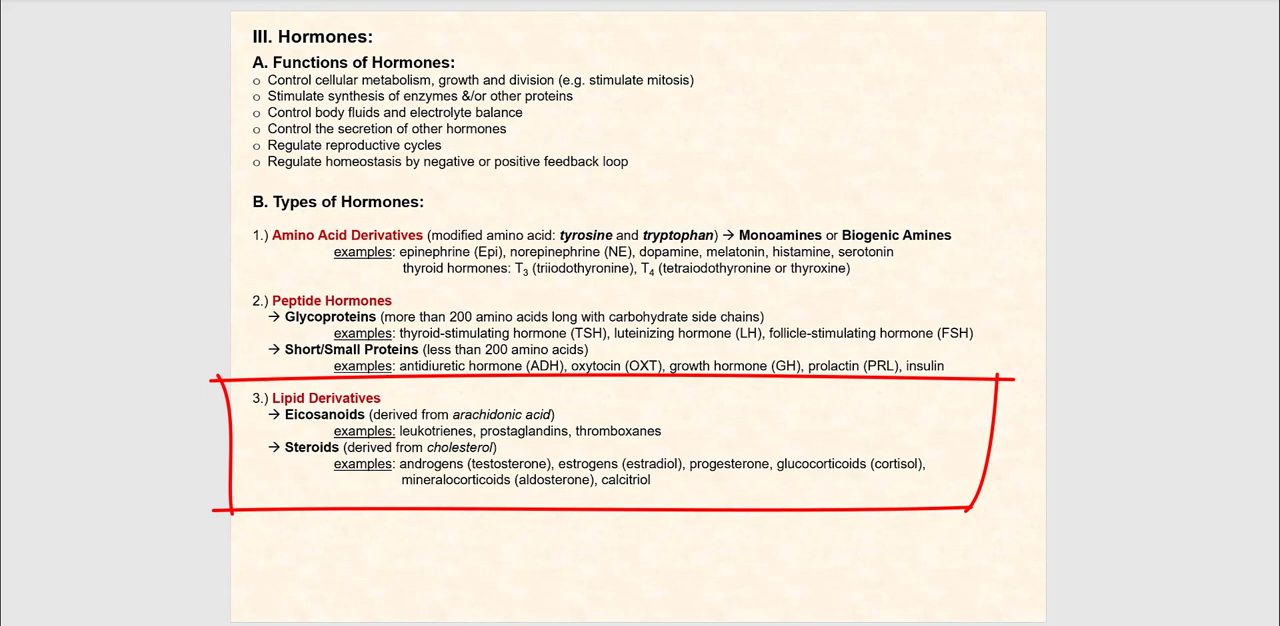 III. Hormones:
A. Functions of Hormones:
o Control cellular metabolism, growth and division (e.g. stimulate mitosis)
o Stimulate synthesis of enzymes &/or other proteins
o Control body fluids and electrolyte balance
o Control the secretion of other hormones
o Regulate reproductive cycles
o Regulate homeostasis by negative or positive feedback loop
B. Types of Hormones:
1.) Amino Acid Derivatives (modified amino acid: tyrosine and tryptophan) → Monoamines or Biogenic Amines
examples: epinephrine (Epi), norepinephrine (NE), dopamine, melatonin, histamine, serotonin
thyroid hormones: T3 (triiodothyronine), T4 (tetraiodothyronine or thyroxine)
2.) Peptide Hormones
→ Glycoproteins (more than 200 amino acids long with carbohydrate side chains)
examples: thyroid-stimulating hormone (TSH), luteinizing hormone (LH), follicle-stimulating hormone (FSH)
→ Short/Small Proteins (less than 200 amino acids)
examples: antidiuretic hormone (ADH), oxytocin (OXT), growth hormone (GH), prolactin (PRL), insulin
3.) Lipid Derivatives
→ Eicosanoids (derived from arachidonic acid)
examples: leukotrienes, prostaglandins, thromboxanes
→ Steroids (derived from cholesterol)
examples: androgens (testosterone), estrogens (estradiol), progesterone, glucocorticoids (cortisol),
mineralocorticoids (aldosterone), calcitriol